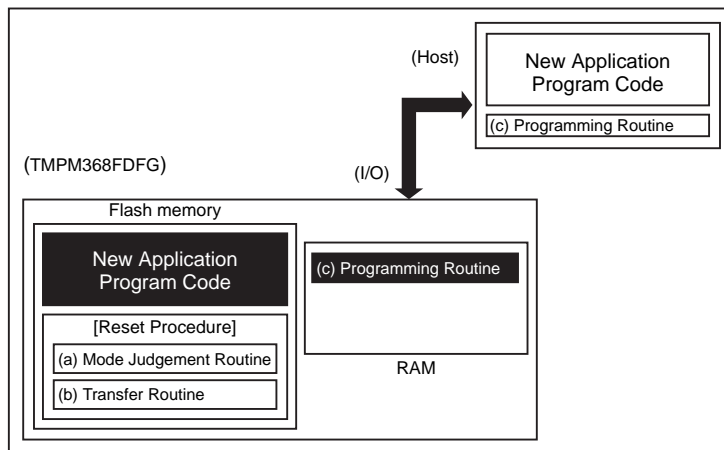 (Host)
New Application
Program Code
(c) Programming Routine
(TMPM368FDFG)
(I/O)
Flash memory
New Application
Program Code
[Reset Procedure]
(a) Mode Judgement Routine
(b) Transfer Routine
(c) Programming Routine
RAM